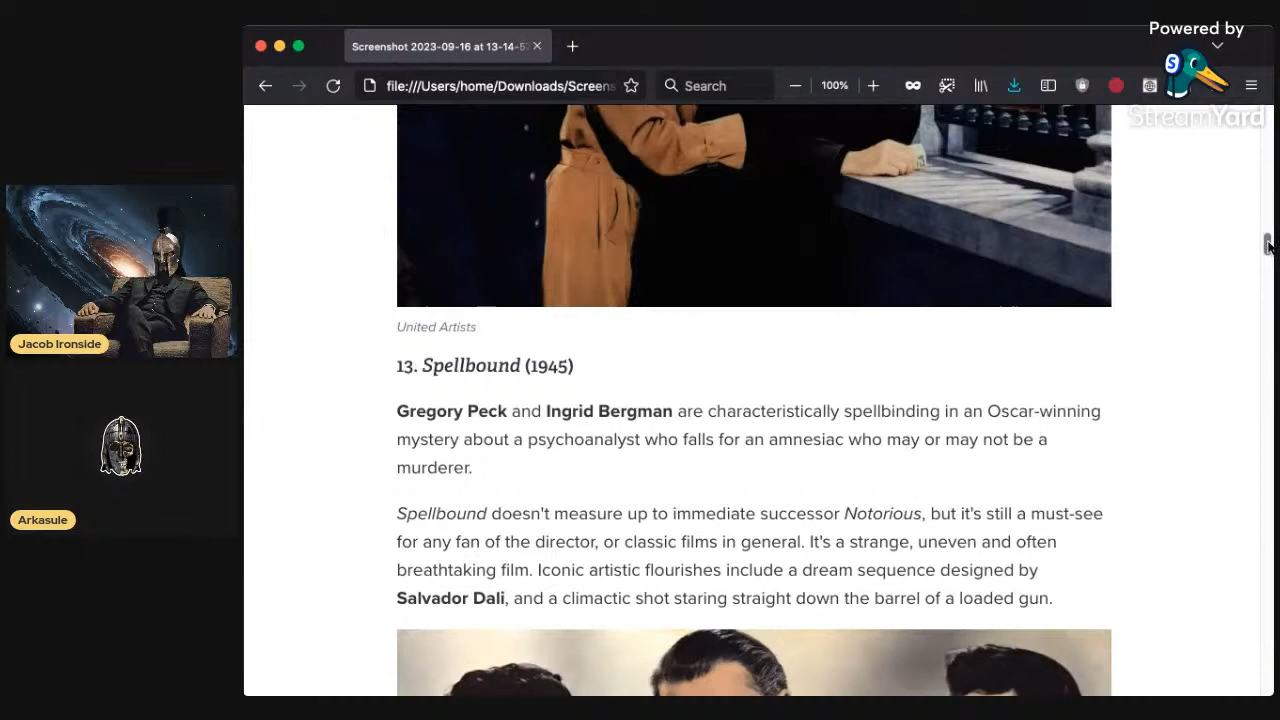 Powered by
StreamYard
Screenshot 2023-09-16 at 13-14-5
file:///Users/home/Downloads/Screens
Search
100%
United Artists
13. Spellbound (1945)
Gregory Peck and Ingrid Bergman are characteristically spellbinding in an Oscar-winning
mystery about a psychoanalyst who falls for an amnesiac who may or may not be a
murderer.
Spellbound doesn't measure up to immediate successor Notorious, but it's still a must-see
for any fan of the director, or classic films in general. It's a strange, uneven and often
breathtaking film. Iconic artistic flourishes include a dream sequence designed by
Salvador Dali, and a climactic shot staring straight down the barrel of a loaded gun.
Jacob Ironside
Arkasule